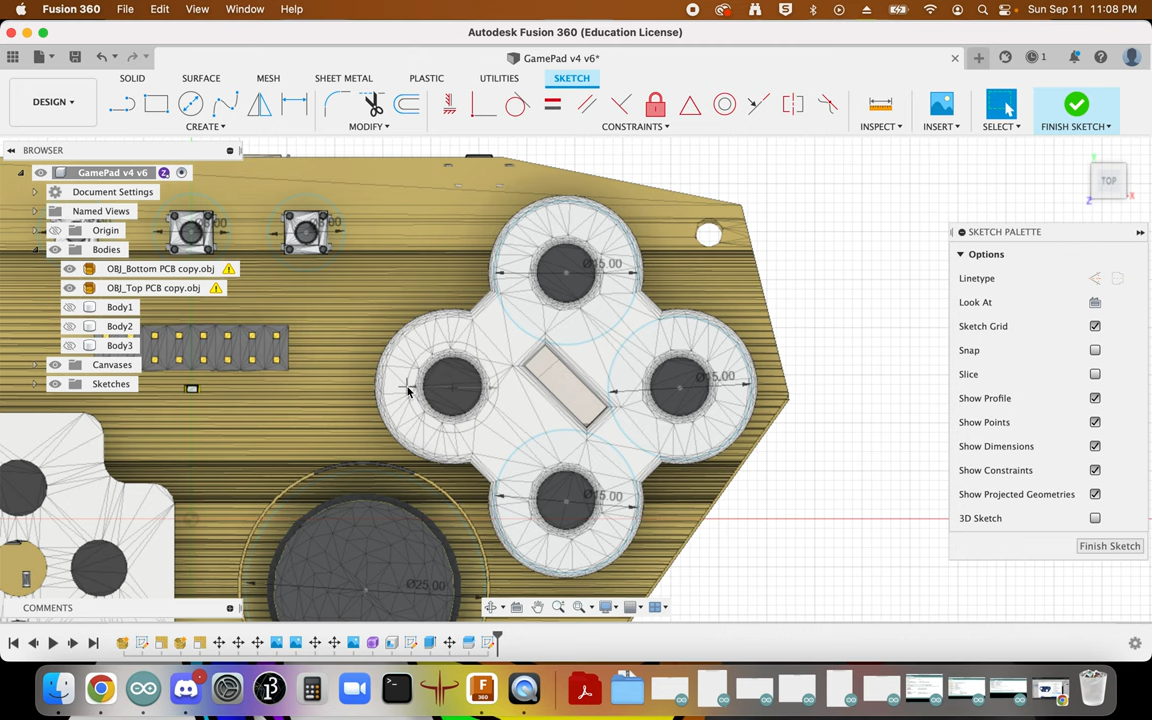 Fusion 360 File Edit View Window Help Sun Sep 11 11:08 PM
Autodesk Fusion 360 (Education License)
GamePad v4 v6*
1
SOLID SURFACE MESH SHEET METAL PLASTIC UTILITIES SKETCH
DESIGN
CREATE MODIFY CONSTRAINTS INSPECT INSERT SELECT FINISH SKETCH
BROWSER
GamePad v4 v6
Document Settings
Named Views
Origin
Bodies
OBJ_Bottom PCB copy.obj
OBJ_Top PCB copy.obj
Body1
Body2
Body3
Canvases
Sketches
Ø15.00
Ø15.00
Ø15.00
Ø25.00
TOP
X
Z
SKETCH PALETTE
Options
Linetype
Look At
Sketch Grid
Snap
Slice
Show Profile
Show Points
Show Dimensions
Show Constraints
Show Projected Geometries
3D Sketch
Finish Sketch
COMMENTS